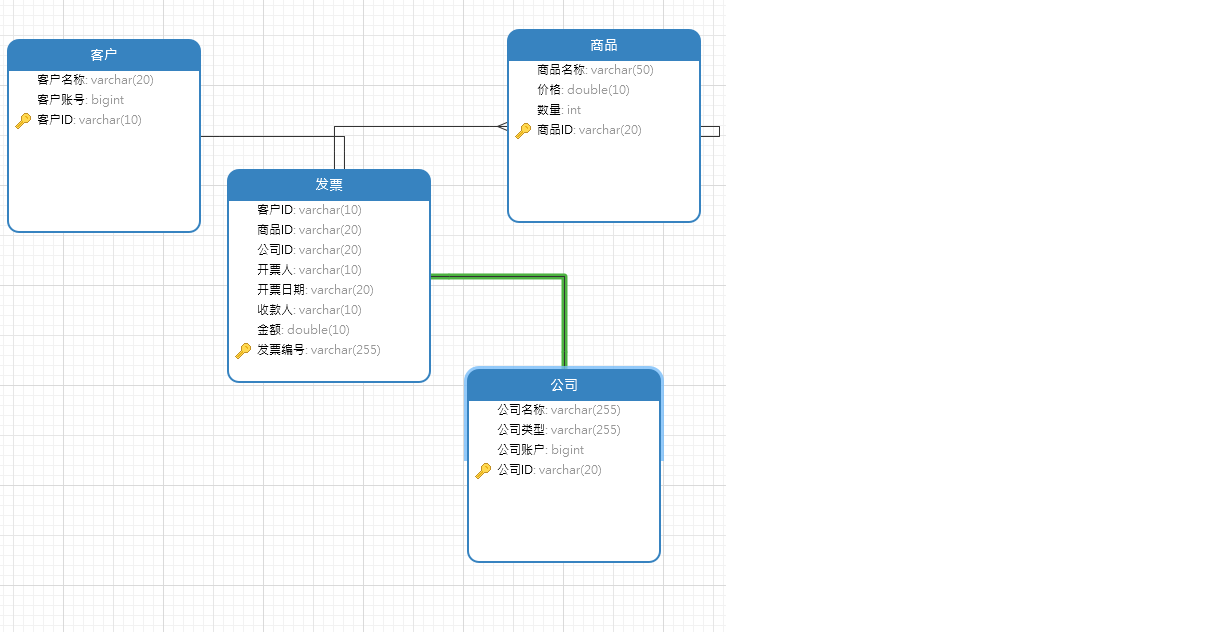 客户
客户名称: varchar(20)
客户账号: bigint
客户ID: varchar(10)
商品
商品名称: varchar(50)
价格: double(10)
数量: int
商品ID: varchar(20)
发票
客户ID: varchar(10)
商品ID: varchar(20)
公司ID: varchar(20)
开票人: varchar(10)
开票日期: varchar(20)
收款人: varchar(10)
金额: double(10)
发票编号: varchar(255)
公司
公司名称: varchar(255)
公司类型: varchar(255)
公司账户: bigint
公司ID: varchar(20)